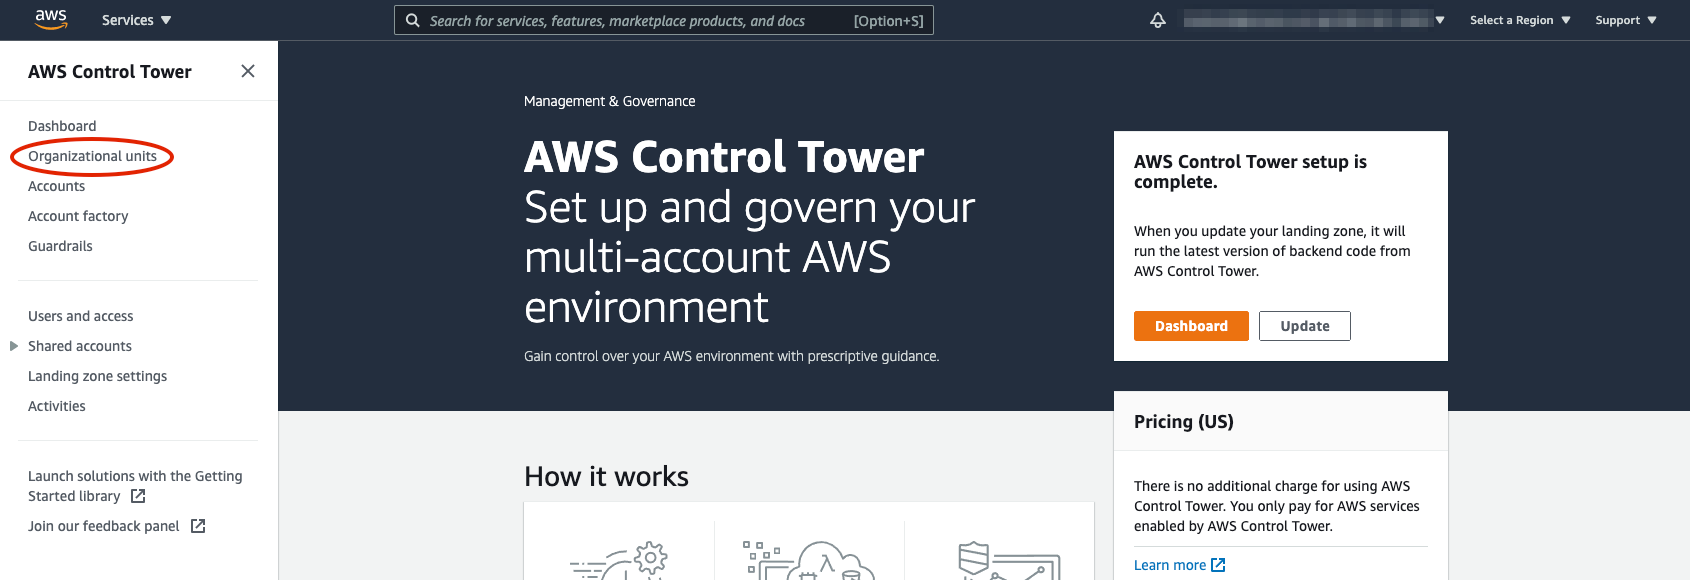 aws
Services
Search for services, features, marketplace products, and docs [Option+S]
Select a Region
Support
AWS Control Tower
Dashboard
Organizational units
Accounts
Account factory
Guardrails
Users and access
Shared accounts
Landing zone settings
Activities
Launch solutions with the Getting
Started library
Join our feedback panel
Management & Governance
AWS Control Tower
Set up and govern your
multi-account AWS
environment
Gain control over your AWS environment with prescriptive guidance.
AWS Control Tower setup is
complete.
When you update your landing zone, it will
run the latest version of backend code from
AWS Control Tower.
Dashboard Update
How it works
Pricing (US)
There is no additional charge for using AWS
Control Tower. You only pay for AWS services
enabled by AWS Control Tower.
Learn more